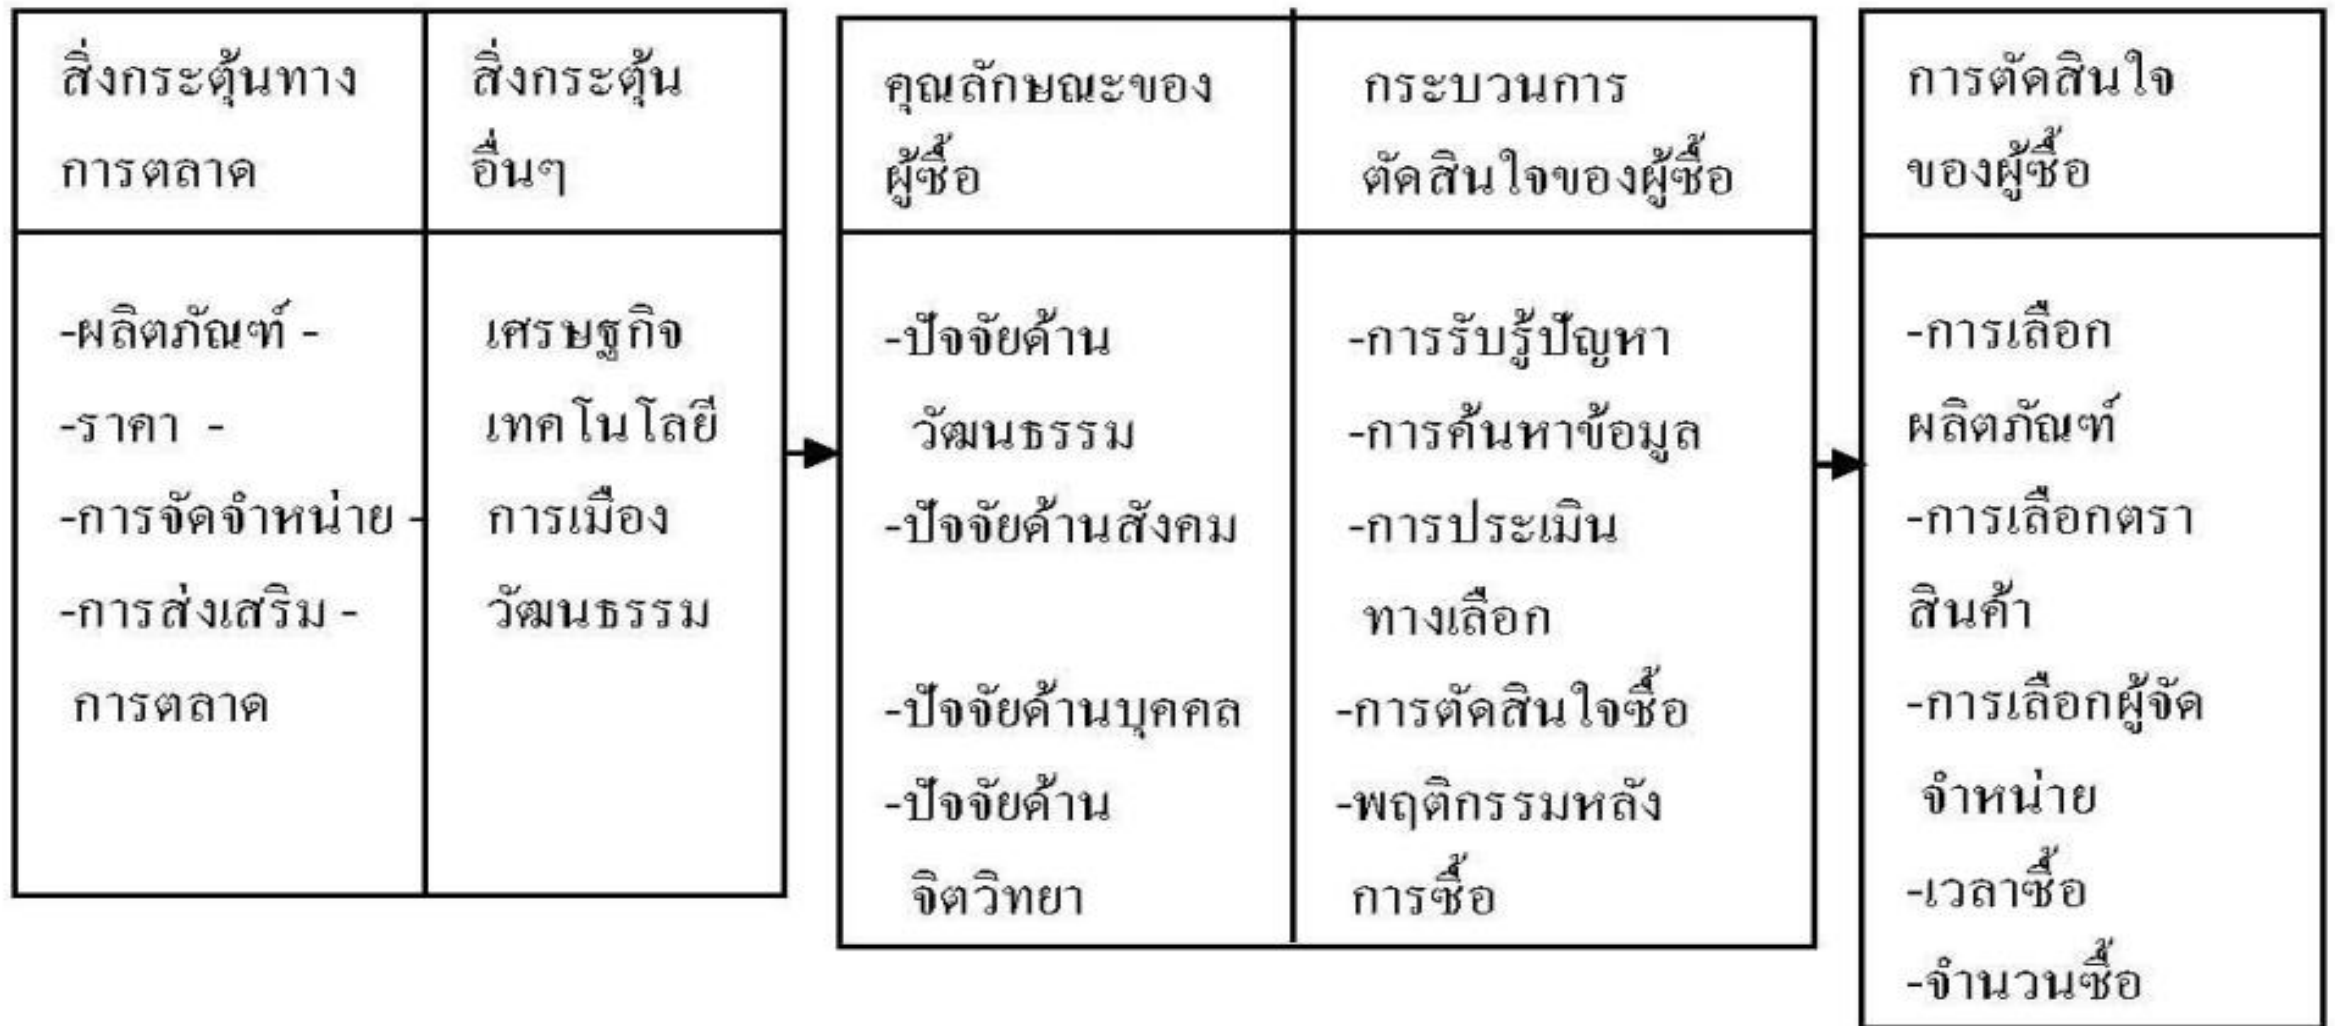 สิ่งกระตุ้นทาง
การตลาด
สิ่งกระตุ้น
อื่นๆ
-ผลิตภัณฑ์ -
-ราคา -
-การจัดจำหน่าย -
-การส่งเสริม -
การตลาด
เศรษฐกิจ
เทคโนโลยี
การเมือง
วัฒนธรรม
คุณลักษณะของ
ผู้ซื้อ
กระบวนการ
ตัดสินใจของผู้ซื้อ
-ปัจจัยด้าน
วัฒนธรรม
-ปัจจัยด้านสังคม
-ปัจจัยด้านบุคคล
-ปัจจัยด้าน
จิตวิทยา
-การรับรู้ปัญหา
-การค้นหาข้อมูล
-การประเมิน
ทางเลือก
-การตัดสินใจซื้อ
-พฤติกรรมหลัง
การซื้อ
การตัดสินใจ
ของผู้ซื้อ
-การเลือก
ผลิตภัณฑ์
-การเลือกตรา
สินค้า
-การเลือกผู้จัด
จำหน่าย
-เวลาซื้อ
-จำนวนซื้อ